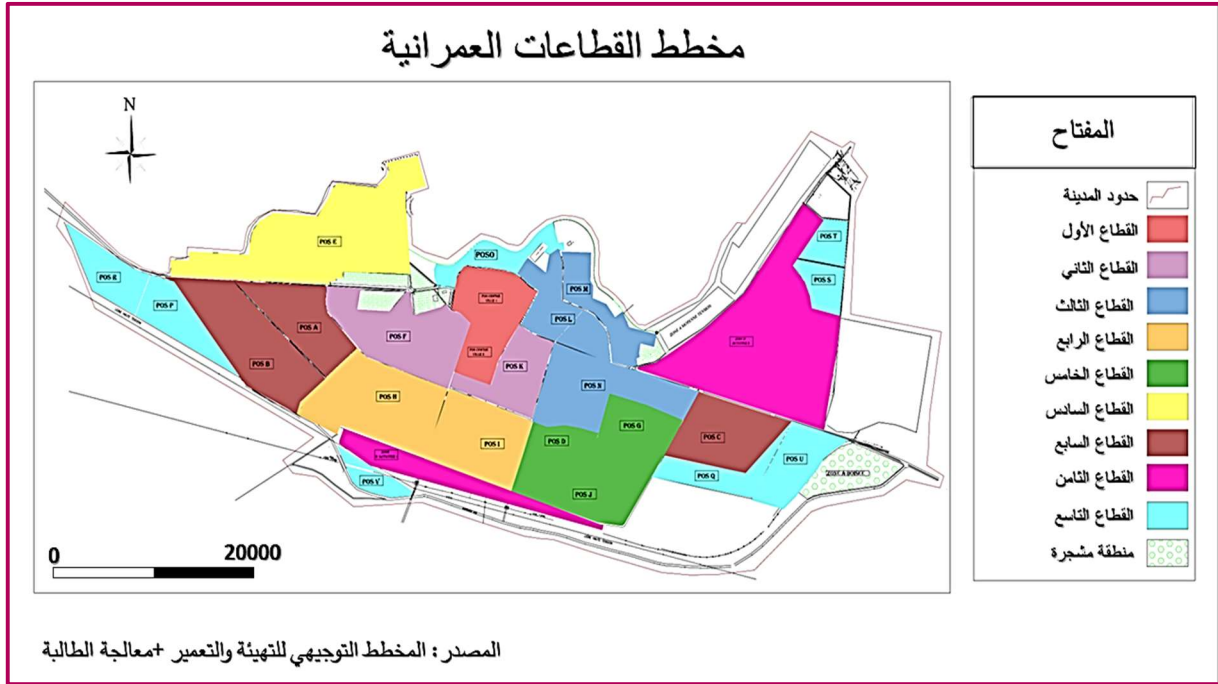 مخطط القطاعات العمرانية
N
POS E
POSO
POS T
POS S
POS M
POS L
POS R
POS P
POS A
POS B
POS F
POS K
POS H
POS G
POS C
POS I
POS D
POS J
POS Q
POS U
POS V
0 20000
المفتاح
حدود المدينة
القطاع الأول
القطاع الثاني
القطاع الثالث
القطاع الرابع
القطاع الخامس
القطاع السادس
القطاع السابع
القطاع الثامن
القطاع التاسع
منطقة مشجرة
المصدر: المخطط التوجيهي للتهيئة والتعمير +معالجة الطالبة